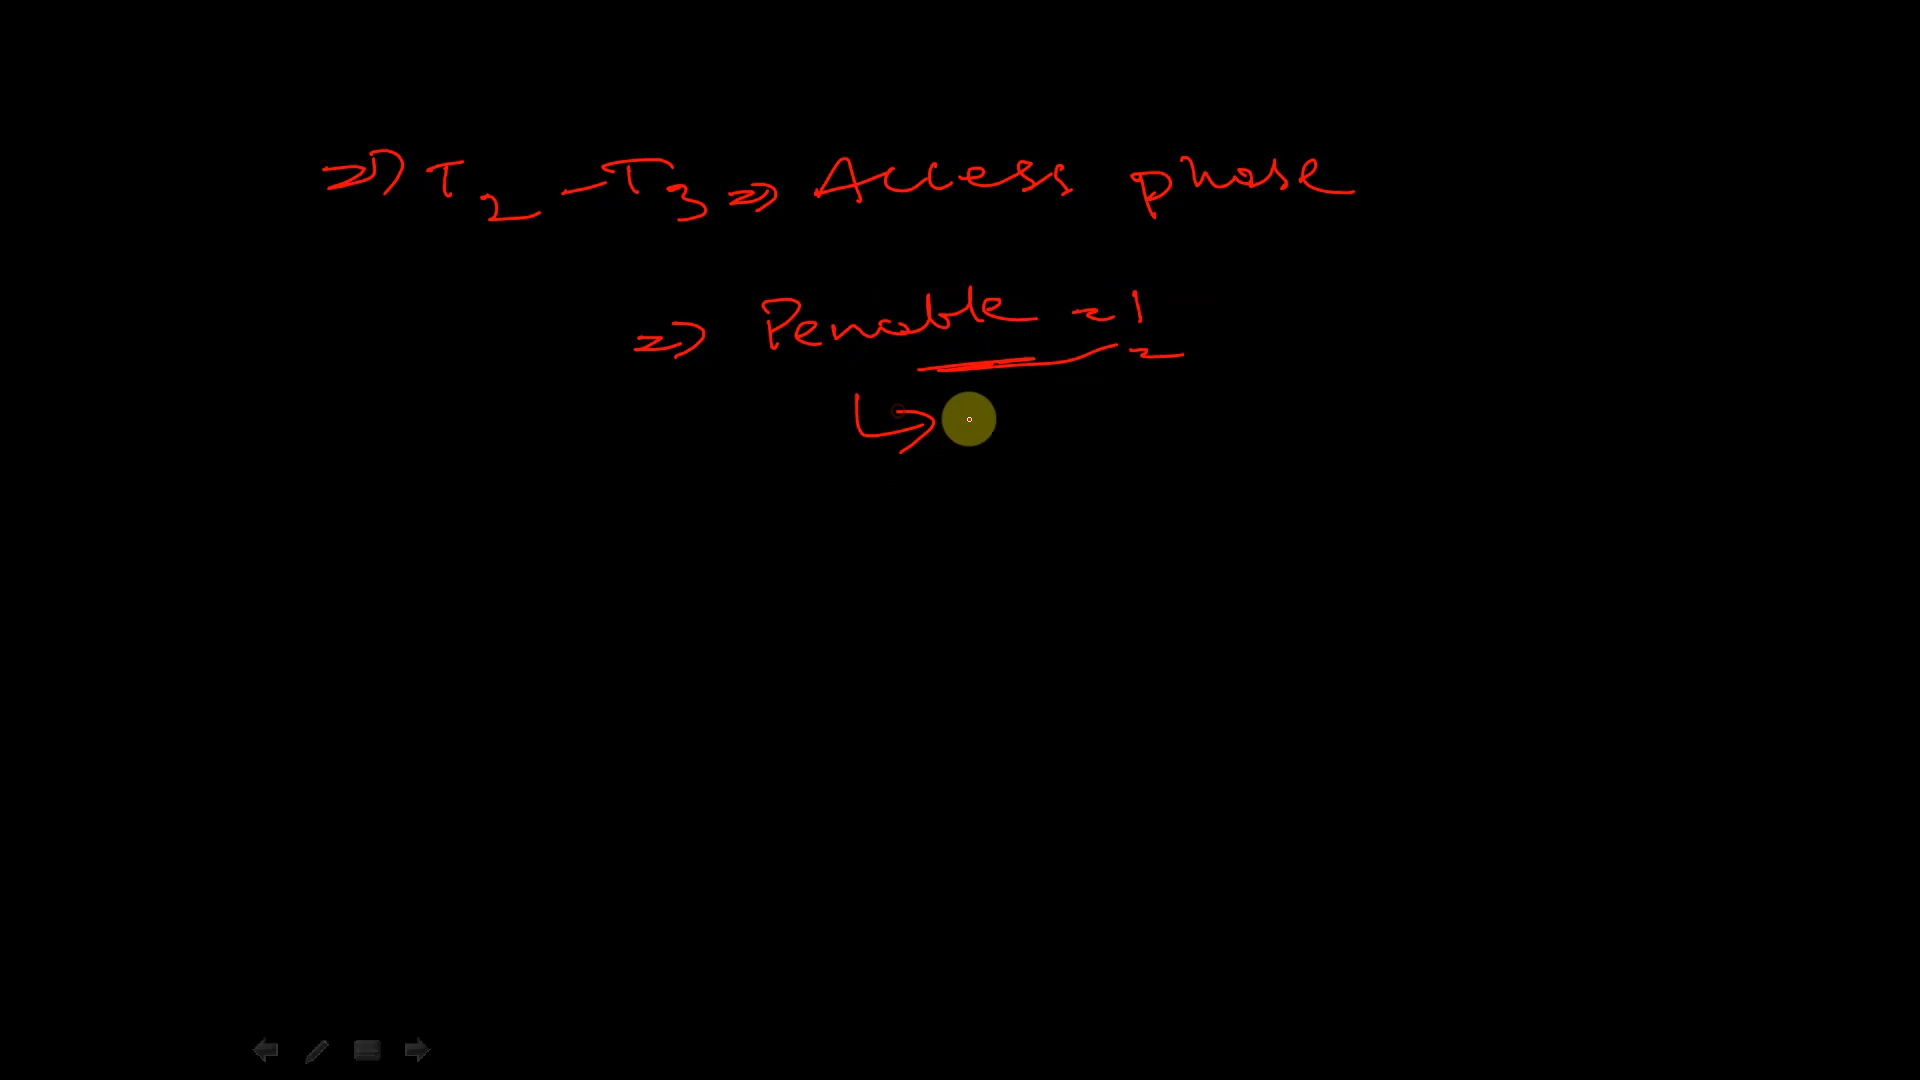 ⇒ T2 - T3 ⇒ Access phase
⇒ Penable = 1
↳